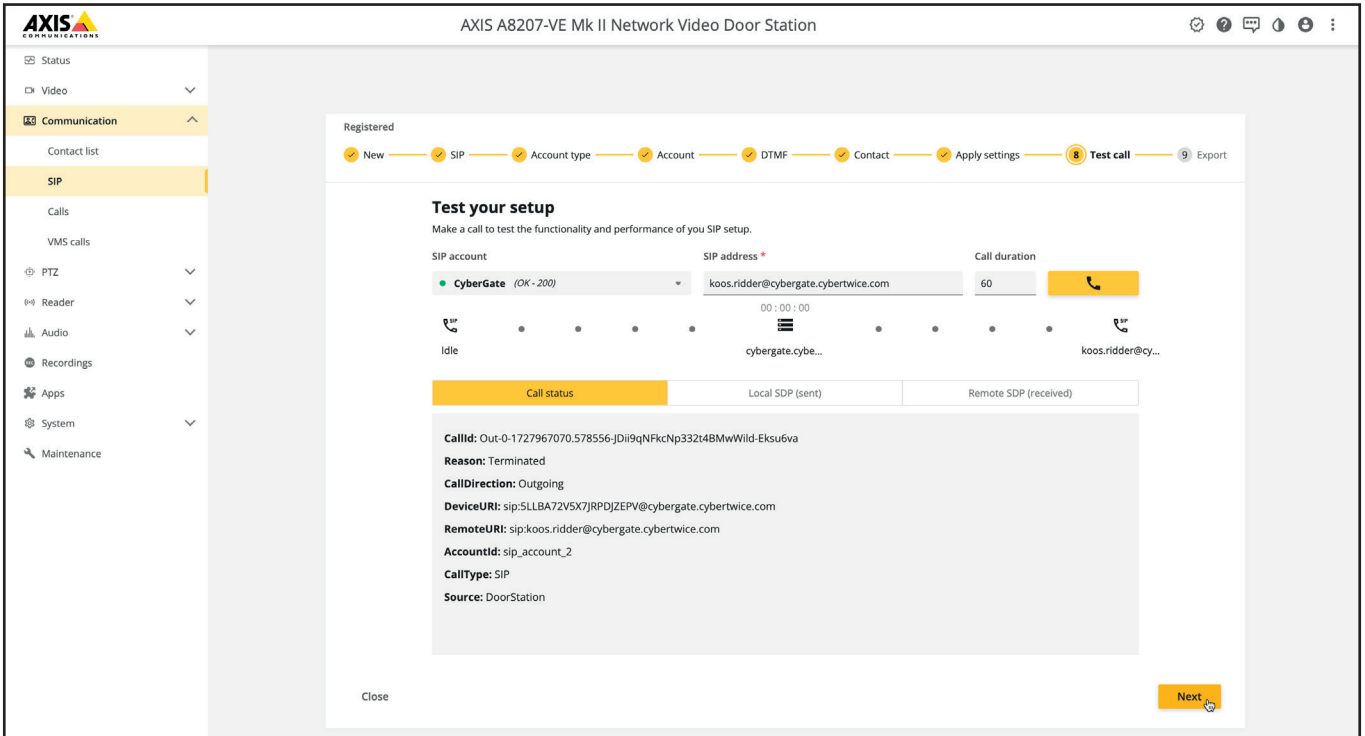 AXIS
COMMUNICATIONS
AXIS A8207-VE Mk II Network Video Door Station
Status
Video
Communication
Contact list
SIP
Calls
VMS calls
PTZ
Reader
Audio
Recordings
Apps
System
Maintenance
Registered
New SIP Account type Account DTMF Contact Apply settings 8 Test call 9 Export
Test your setup
Make a call to test the functionality and performance of you SIP setup.
SIP account SIP address * Call duration
CyberGate (OK - 200) koos.ridder@cybergate.cybertwice.com 60
00 : 00 : 00
SIP SIP
Idle cybergate.cybe... koos.ridder@cy...
Call status Local SDP (sent) Remote SDP (received)
CallId: Out-0-1727967070.578556-JDii9qNFkcNp332t4BMwWild-Eksu6va
Reason: Terminated
CallDirection: Outgoing
DeviceURI: sip:5LLBA72V5X7JRPDJZEPV@cybergate.cybertwice.com
RemoteURI: sip:koos.ridder@cybergate.cybertwice.com
AccountId: sip_account_2
CallType: SIP
Source: DoorStation
Close Next